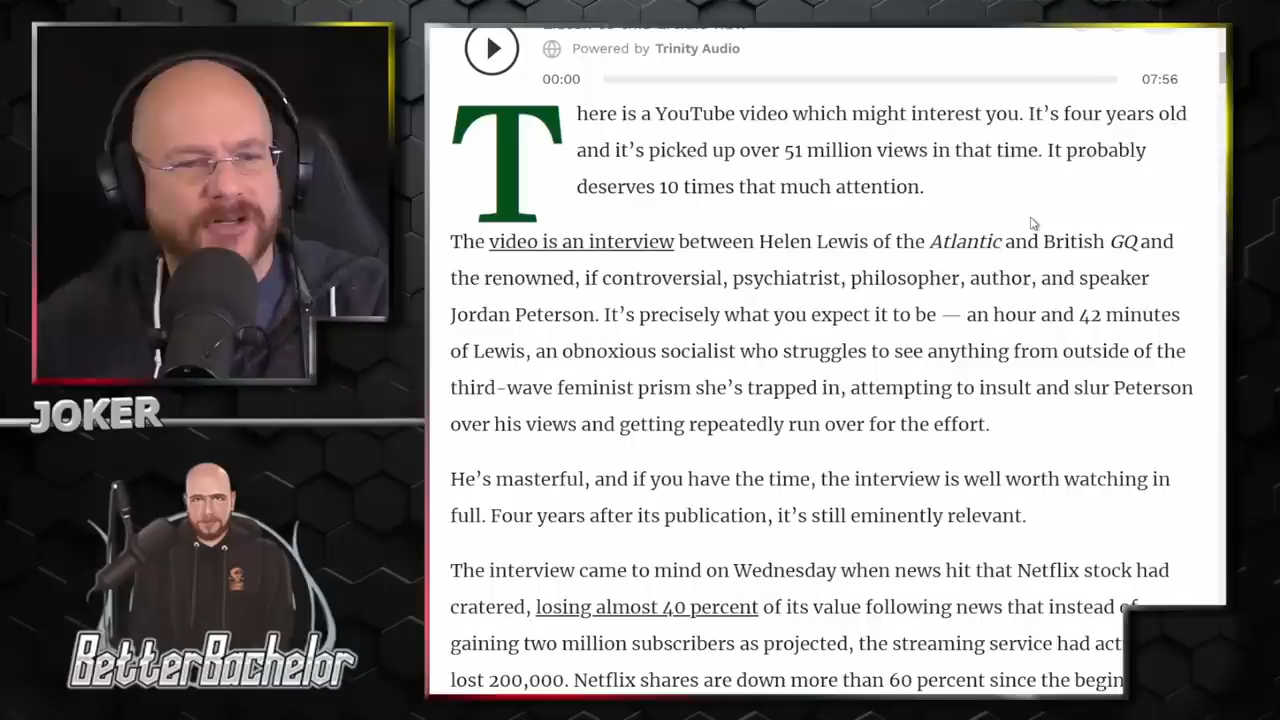 Powered by Trinity Audio
00:00
07:56
There is a YouTube video which might interest you. It’s four years old
and it’s picked up over 51 million views in that time. It probably
deserves 10 times that much attention.
The video is an interview between Helen Lewis of the Atlantic and British GQ and
the renowned, if controversial, psychiatrist, philosopher, author, and speaker
Jordan Peterson. It’s precisely what you expect it to be — an hour and 42 minutes
of Lewis, an obnoxious socialist who struggles to see anything from outside of the
third-wave feminist prism she’s trapped in, attempting to insult and slur Peterson
over his views and getting repeatedly run over for the effort.
He’s masterful, and if you have the time, the interview is well worth watching in
full. Four years after its publication, it’s still eminently relevant.
The interview came to mind on Wednesday when news hit that Netflix stock had
cratered, losing almost 40 percent of its value following news that instead of
gaining two million subscribers as projected, the streaming service had act
lost 200,000. Netflix shares are down more than 60 percent since the begin
JOKER
BetterBachelor